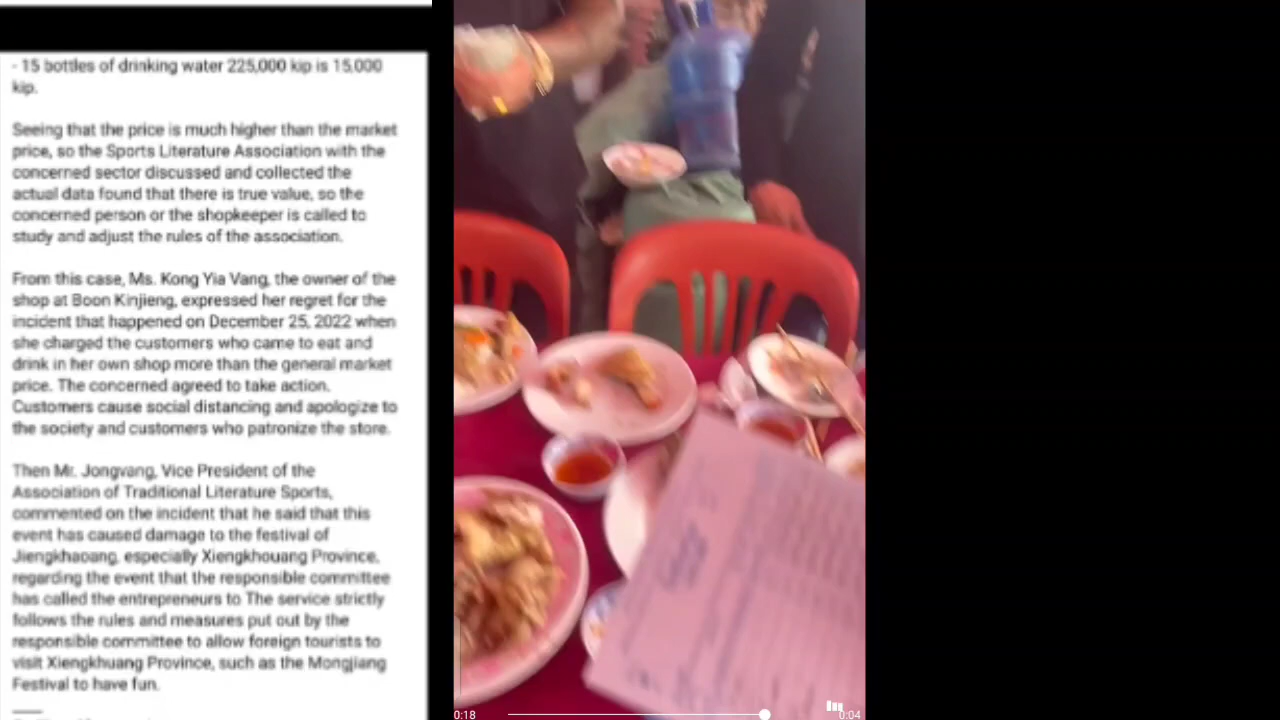 - 15 bottles of drinking water 225,000 kip is 15,000
kip.
Seeing that the price is much higher than the market
price, so the Sports Literature Association with the
concerned sector discussed and collected the
actual data found that there is true value, so the
concerned person or the shopkeeper is called to
study and adjust the rules of the association.
From this case, Ms. Kong Yia Vang, the owner of the
shop at Boon Kinjieng, expressed her regret for the
incident that happened on December 25, 2022 when
she charged the customers who came to eat and
drink in her own shop more than the general market
price. The concerned agreed to take action.
Customers cause social distancing and apologize to
the society and customers who patronize the store.
Then Mr. Jongvang, Vice President of the
Association of Traditional Literature Sports,
commented on the incident that he said that this
event has caused damage to the festival of
Jiengkhaoang, especially Xiengkhouang Province,
regarding the event that the responsible committee
has called the entrepreneurs to The service strictly
follows the rules and measures put out by the
responsible committee to allow foreign tourists to
visit Xiengkhuang Province, such as the Mongjiang
Festival to have fun.
0:18
0:04